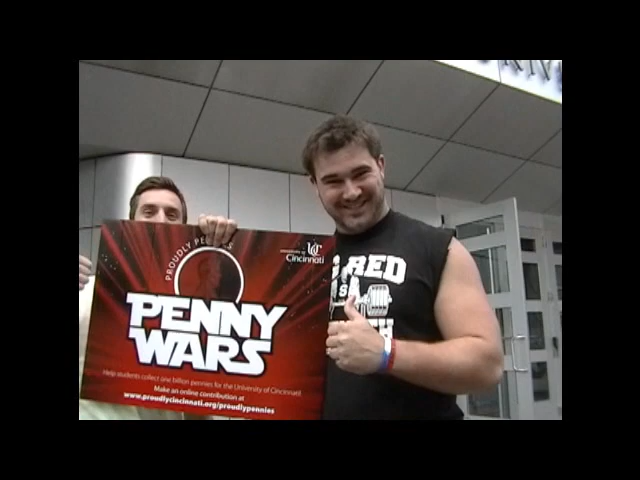 PROUDLY PENNIES
UNIVERSITY OF
UC
Cincinnati
PENNY
WARS
Help students collect one billion pennies for the University of Cincinnati!
Make an online contribution at
www.proudlycincinnati.org/proudlypennies
RED